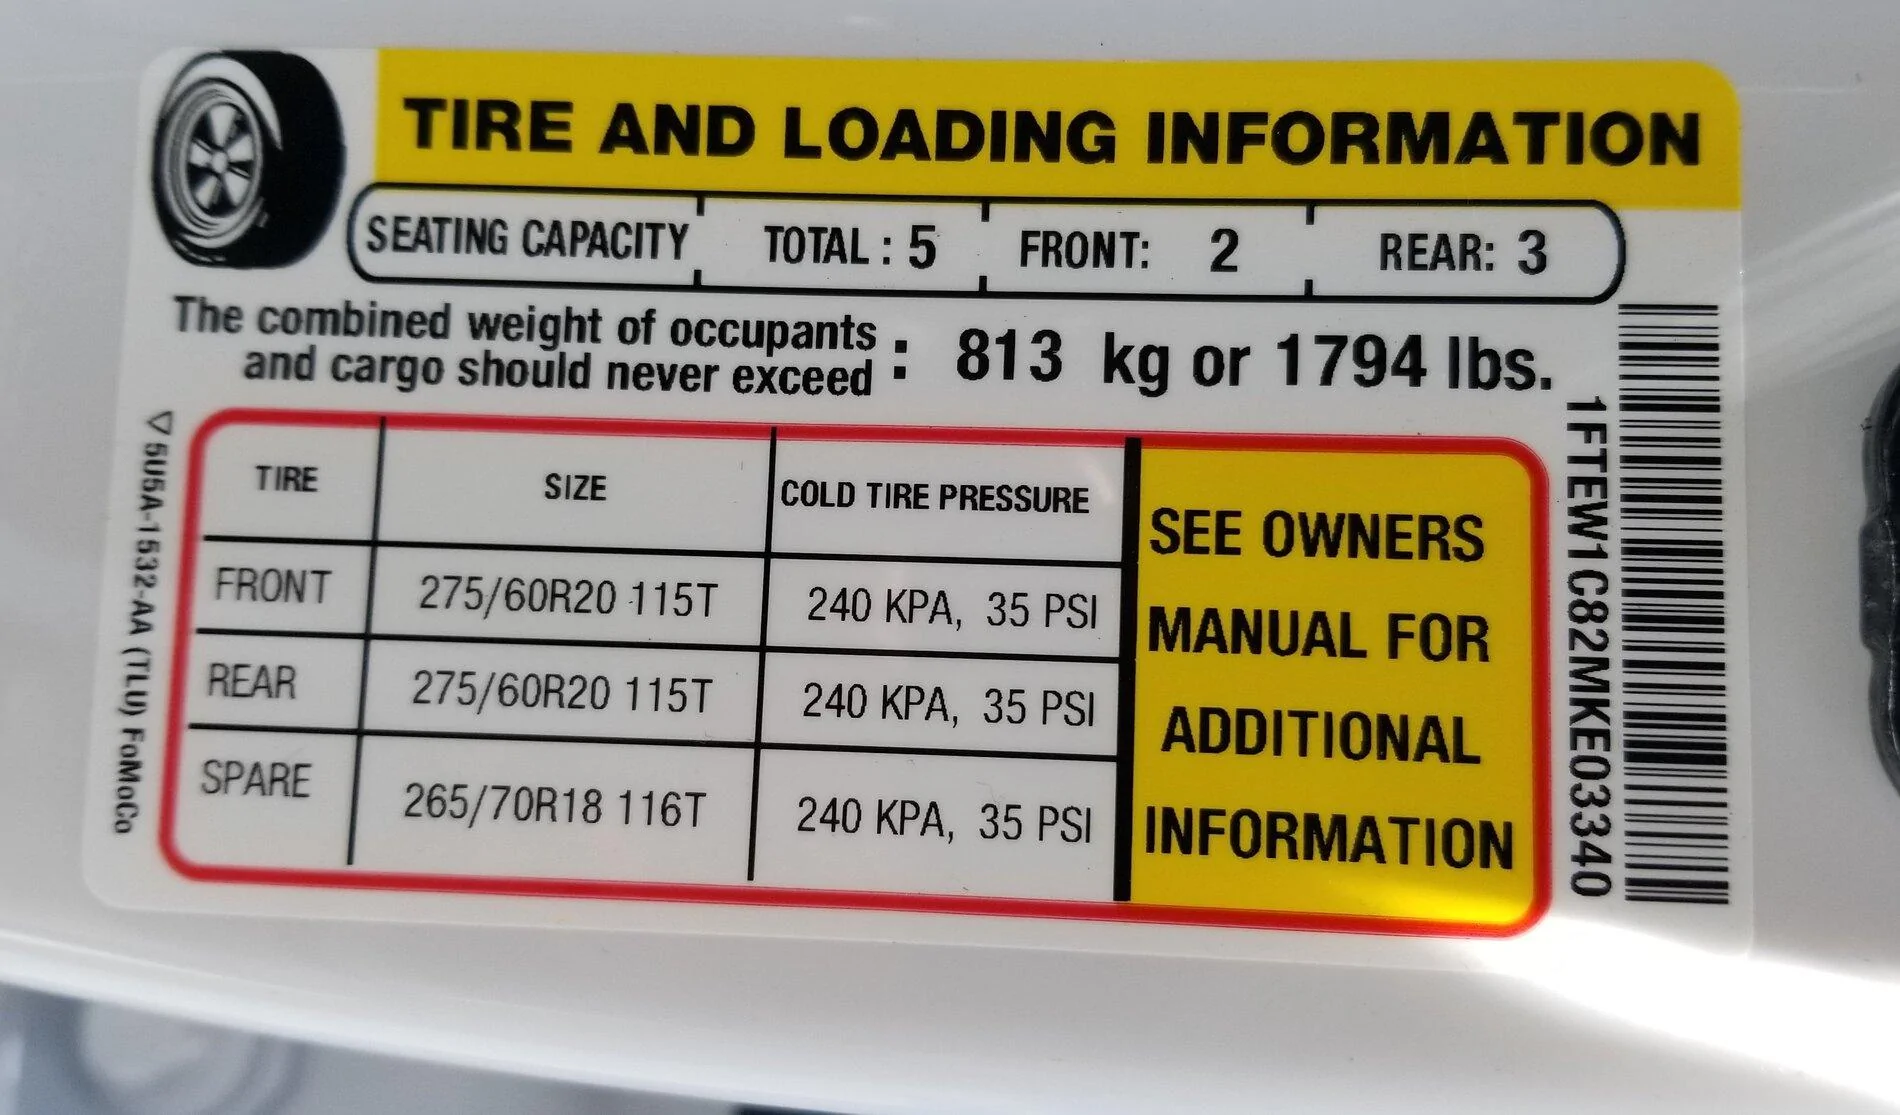 TIRE AND LOADING INFORMATION
SEATING CAPACITY TOTAL : 5 FRONT: 2 REAR: 3
The combined weight of occupants
and cargo should never exceed : 813 kg or 1794 lbs.
TIRE SIZE COLD TIRE PRESSURE
FRONT 275/60R20 115T 240 KPA, 35 PSI
REAR 275/60R20 115T 240 KPA, 35 PSI
SPARE 265/70R18 116T 240 KPA, 35 PSI
SEE OWNERS
MANUAL FOR
ADDITIONAL
INFORMATION
1FTEW1C82MKE03340
5U5A-1532-AA (TLU) FoMoCo